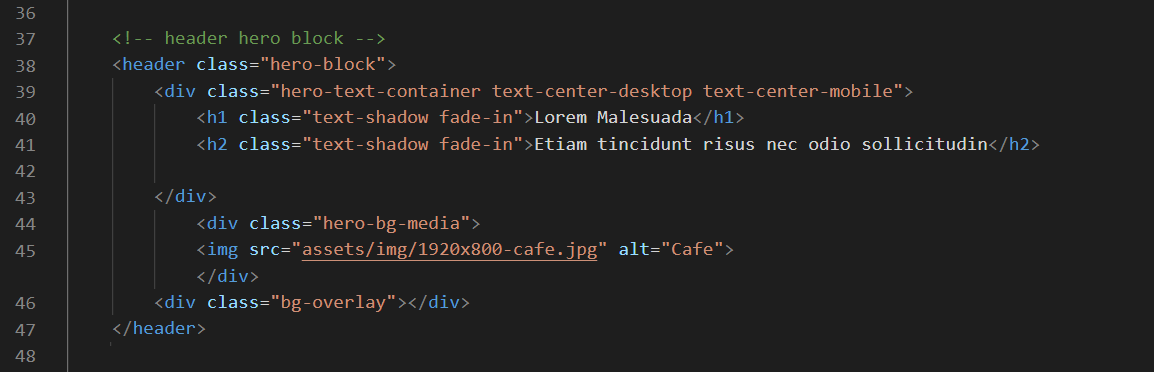 36
37 <!-- header hero block -->
38 <header class="hero-block">
39 <div class="hero-text-container text-center-desktop text-center-mobile">
40 <h1 class="text-shadow fade-in">Lorem Malesuada</h1>
41 <h2 class="text-shadow fade-in">Etiam tincidunt risus nec odio sollicitudin</h2>
42
43 </div>
44 <div class="hero-bg-media">
45 <img src="assets/img/1920x800-cafe.jpg" alt="Cafe">
</div>
46 <div class="bg-overlay"></div>
47 </header>
48